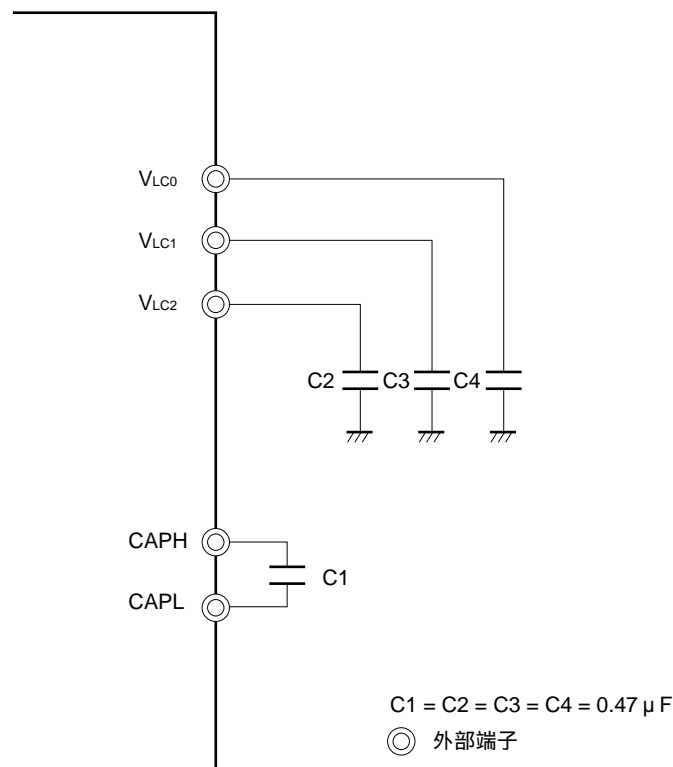 VLC0
VLC1
VLC2
C2 C3 C4
CAPH
C1
CAPL
C1 = C2 = C3 = C4 = 0.47 μ F
外部端子